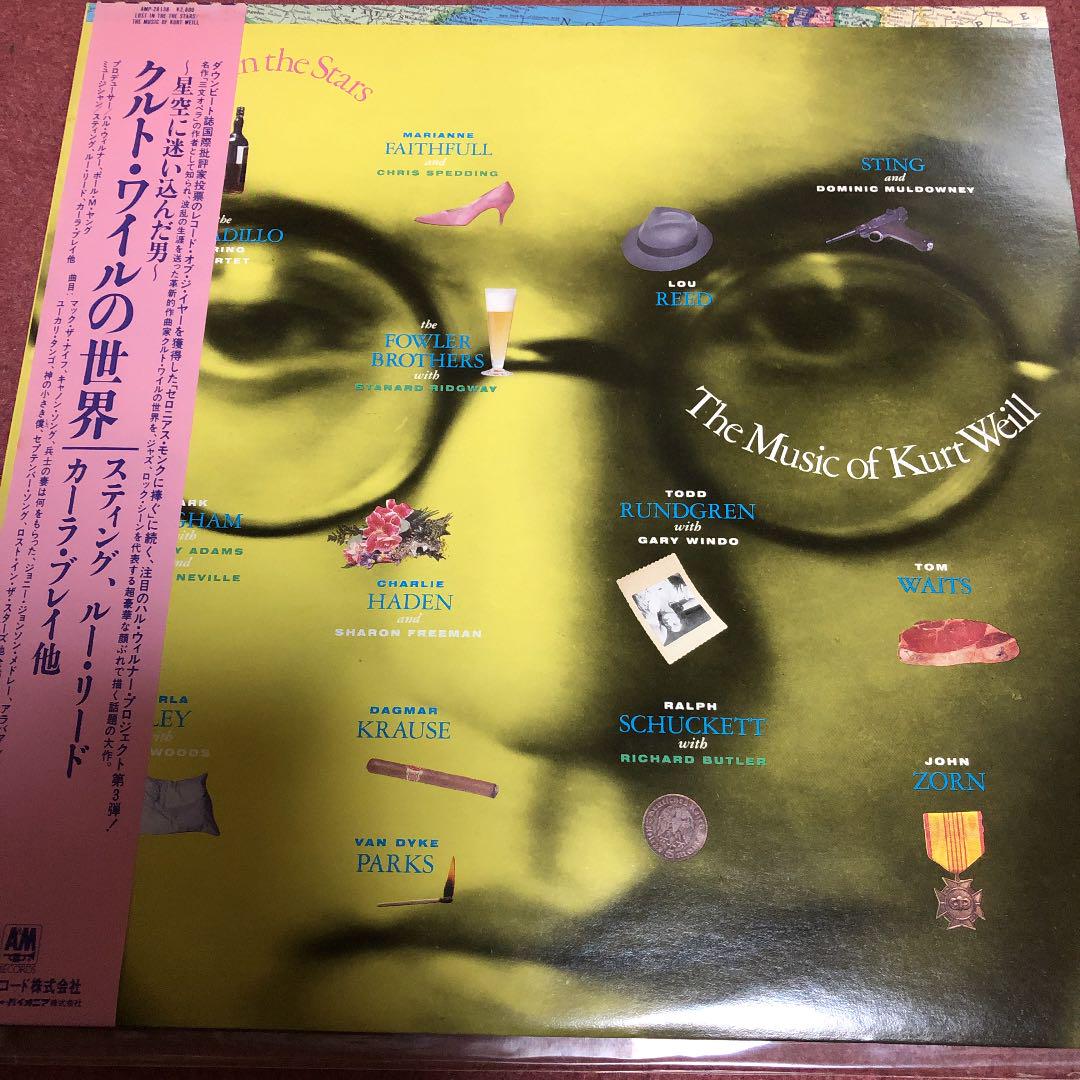 AMP-28138 ¥2,800
LOST IN THE THE STARS/
THE MUSIC OF KURT WEILL
ダウンビート誌国際批評家投票のレコード・オブ・ジ・イヤーを獲得した「セロニアス・モンクに捧ぐ」に続く、注目のハル・ウィルナー・プロジェクト第3弾!
名作「三文オペラ」の作者として知られ、波乱の生涯を送った革新的作曲家クルト・ワイルの世界を、ジャズ、ロック・シーンを代表する超豪華な顔ぶれで描く話題の大作。
〜星空に迷い込んだ男〜
クルト・ワイルの世界
スティング、ルー・リード
カーラ・ブレイ他
プロデューサー/ハル・ウィルナー、ポール・M・ヤング
ミュージシャン/スティング、ルー・リード、カーラ・ブレイ他
曲目 マック・ザ・ナイフ、キャノン・ソング、兵士の妻は何をもらった、ジョニー・ジョンソン・メドレー、アラバマ
ユーカリ・タンゴ、神の小さき僕、セプテンバー・ソング、ロスト・イン・ザ・スターズ他
A&M
RECORDS
コード株式会社
パイオニア株式会社
n the Stars
MARIANNE
FAITHFULL
and
CHRIS SPEDDING
STING
and
DOMINIC MULDOWNEY
the
ADILLO
RING
RTET
LOU
REED
the
FOWLER
BROTHERS
with
STANARD RIDGWAY
The Music of Kurt Weill
ARK
GHAM
ith
Y ADAMS
nd
NEVILLE
TODD
RUNDGREN
with
GARY WINDO
TOM
WAITS
CHARLIE
HADEN
and
SHARON FREEMAN
RLA
LEY
ith
WOODS
DAGMAR
KRAUSE
RALPH
SCHUCKETT
with
RICHARD BUTLER
JOHN
ZORN
VAN DYKE
PARKS